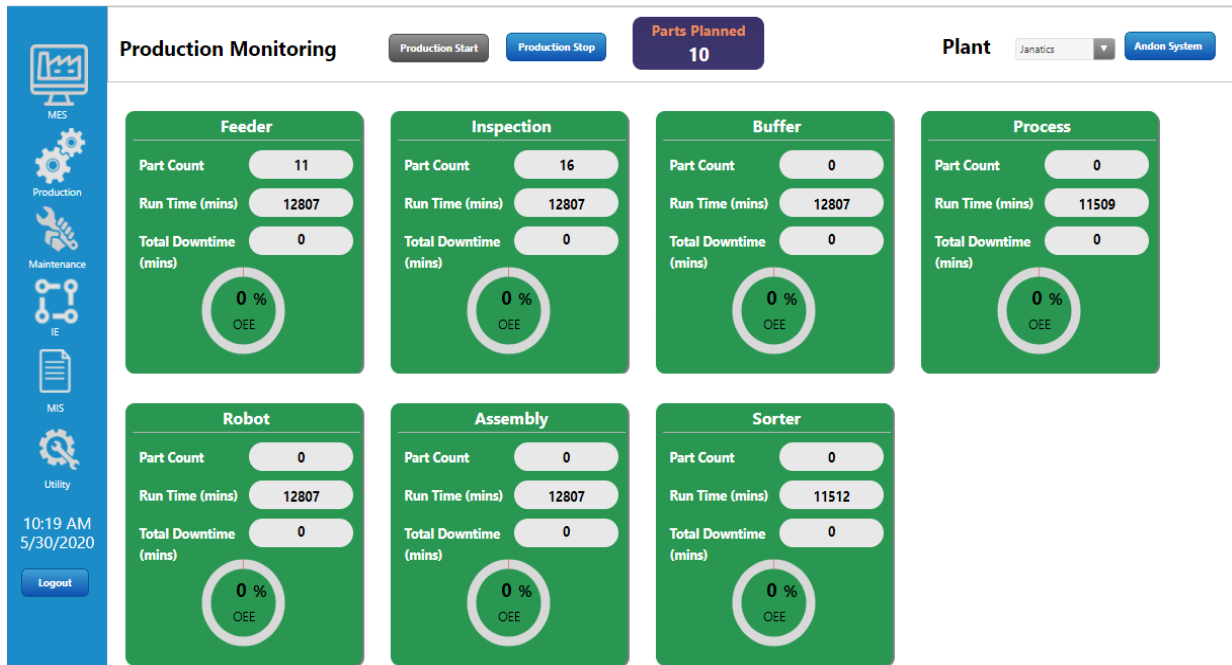 MES
Production
Maintenance
IE
MIS
Utility
10:19 AM
5/30/2020
Logout
Production Monitoring
Production Start
Production Stop
Parts Planned
10
Plant
Janatics
Andon System
Feeder
Part Count 11
Run Time (mins) 12807
Total Downtime 0
(mins)
0 %
OEE
Inspection
Part Count 16
Run Time (mins) 12807
Total Downtime 0
(mins)
0 %
OEE
Buffer
Part Count 0
Run Time (mins) 12807
Total Downtime 0
(mins)
0 %
OEE
Process
Part Count 0
Run Time (mins) 11509
Total Downtime 0
(mins)
0 %
OEE
Robot
Part Count 0
Run Time (mins) 12807
Total Downtime 0
(mins)
0 %
OEE
Assembly
Part Count 0
Run Time (mins) 12807
Total Downtime 0
(mins)
0 %
OEE
Sorter
Part Count 0
Run Time (mins) 11512
Total Downtime 0
(mins)
0 %
OEE